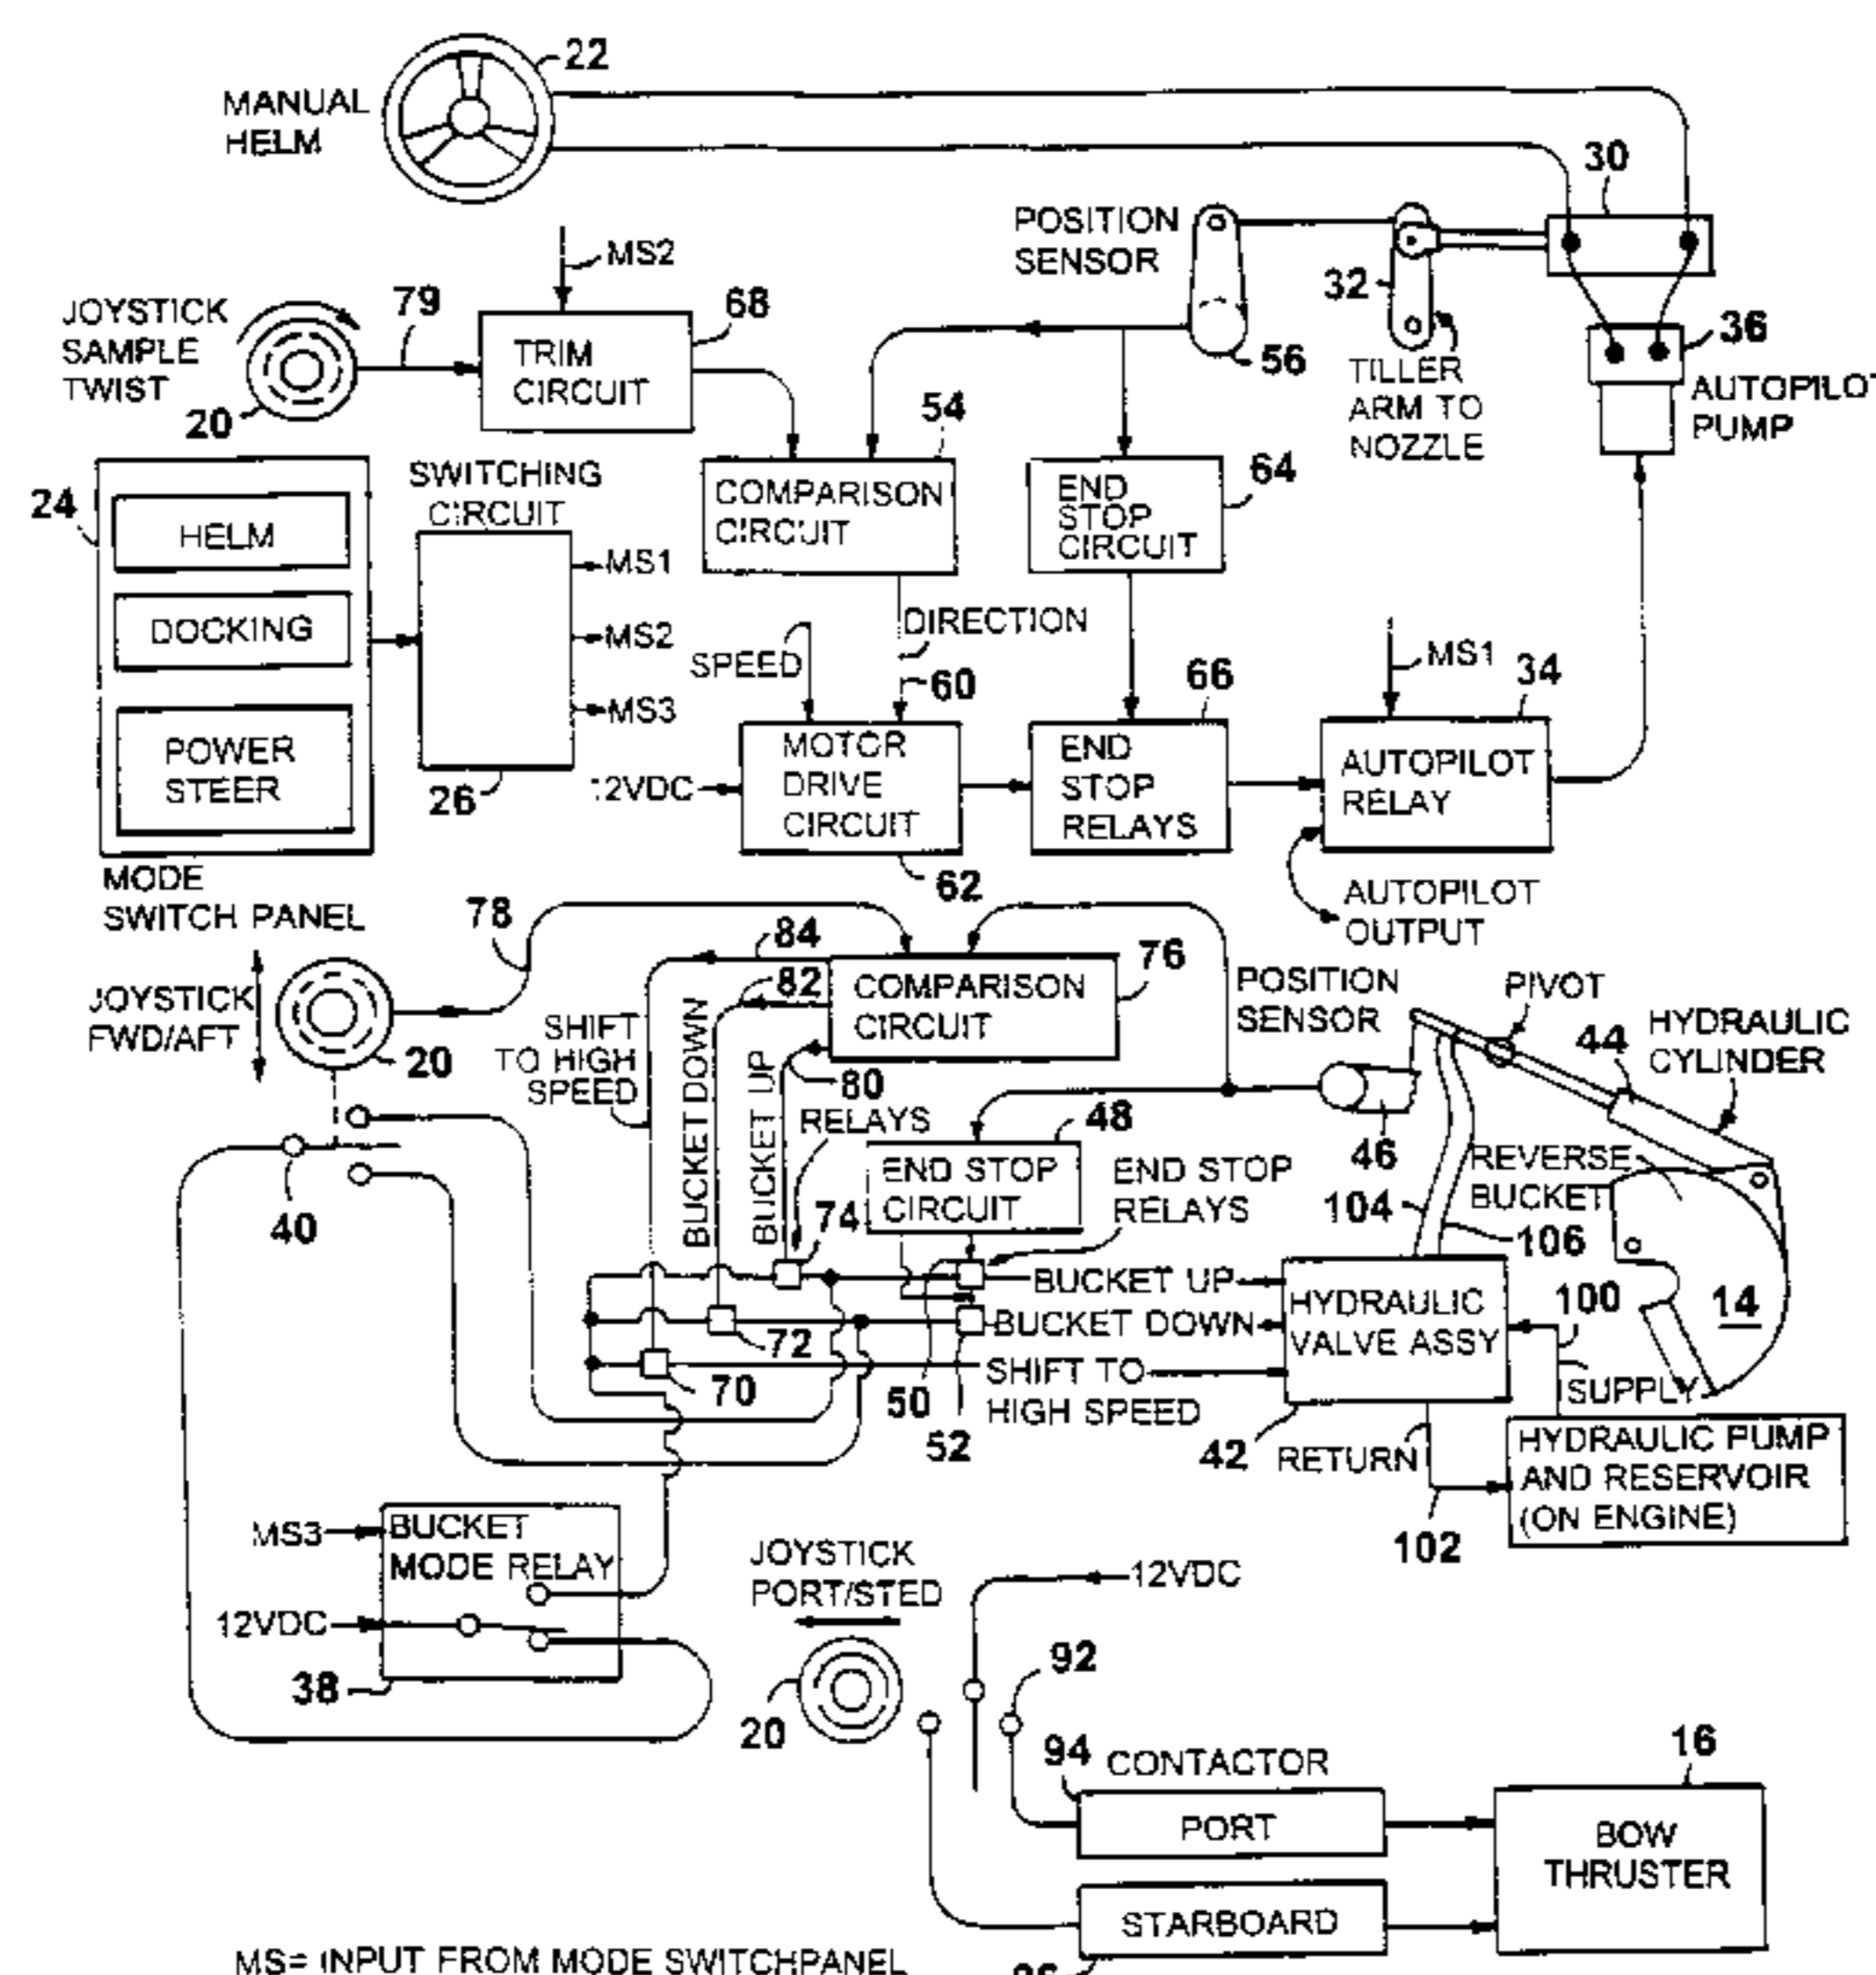 22
MANUAL
HELM
30
POSITION
SENSOR
MS2
32
JOYSTICK
SAMPLE
TWIST
79
68
TRIM
CIRCUIT
36
56
TILLER
ARM TO
NOZZLE
AUTOPILOT
PUMP
20
54
24
HELM
DOCKING
POWER
STEER
SWITCHING
CIRCUIT
COMPARISON
CIRCUIT
END
STOP
CIRCUIT
64
MS1
MS2
MS3
DIRECTION
SPEED
60
66
MS1
34
MOTOR
DRIVE
CIRCUIT
END
STOP
RELAYS
AUTOPILOT
RELAY
12VDC
26
62
MODE
SWITCH PANEL
AUTOPILOT
OUTPUT
78
84
82
76
COMPARISON
CIRCUIT
POSITION
SENSOR
PIVOT
HYDRAULIC
CYLINDER
44
JOYSTICK
FWD/AFT
20
SHIFT
TO HIGH
SPEED
BUCKET DOWN
BUCKET UP
80
RELAYS
48
46
END STOP
CIRCUIT
END STOP
RELAYS
REVERSE
BUCKET
40
74
104
106
14
BUCKET UP
BUCKET DOWN
SHIFT TO
HIGH SPEED
HYDRAULIC
VALVE ASSY
100
SUPPLY
72
70
50
52
42
RETURN
102
HYDRAULIC PUMP
AND RESERVOIR
(ON ENGINE)
MS3
BUCKET
MODE RELAY
12VDC
38
JOYSTICK
PORT/STED
12VDC
20
92
94
CONTACTOR
16
PORT
BOW
THRUSTER
STARBOARD
MS= INPUT FROM MODE SWITCHPANEL